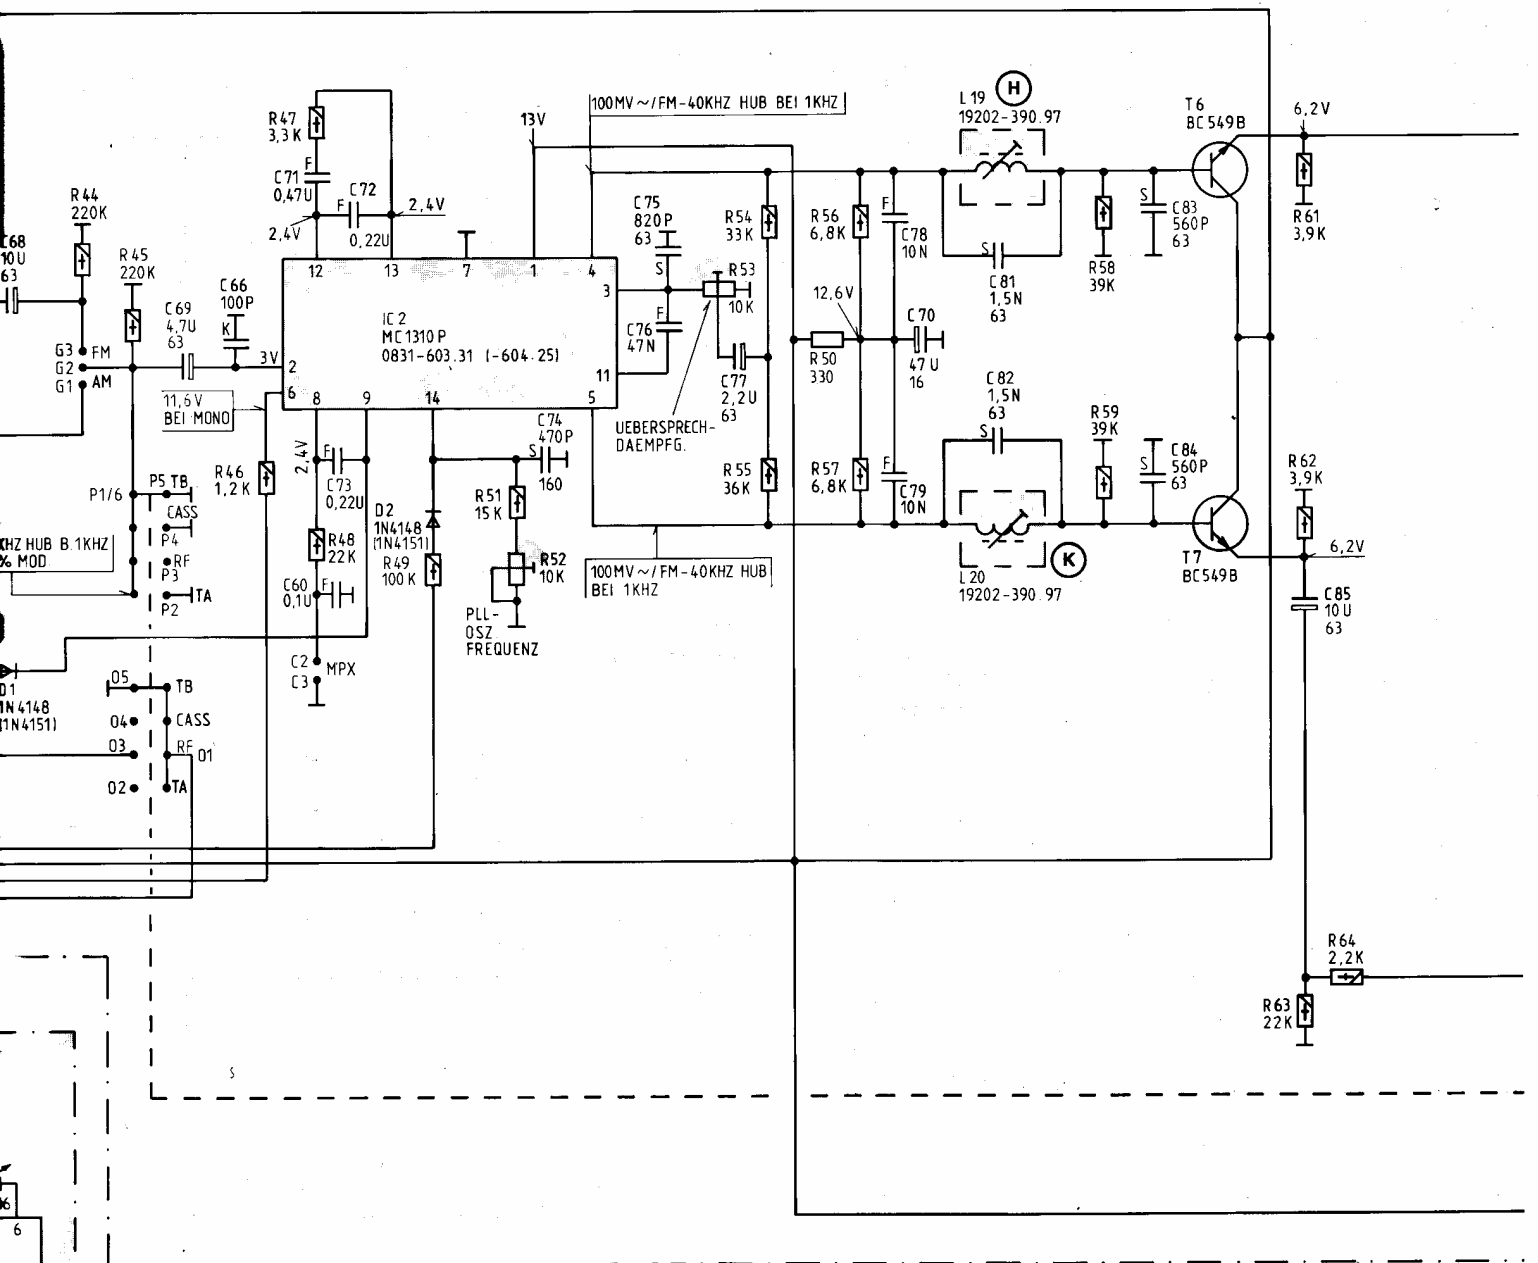 100MV ~/FM-40KHZ HUB BEI 1KHZ
13V
R47
3,3K
F
C71
0,47U
C72
F
0,22U
2,4V
2,4V
R44
220K
C68
10U
63
R45
220K
C69
4,7U
63
C66
100P
K
3V
G3 FM
G2
G1 AM
11,6V
BEI MONO
12
13
7
1
4
2
6
3
11
8
9
14
5
IC2
MC1310P
0831-603.31 (-604.25)
C75
820P
63
S
R53
10K
F
C76
47N
C77
2,2U
63
UEBERSPRECH-
DAEMPFG.
R54
33K
R55
36K
R56
6,8K
R57
6,8K
F
C78
10N
F
C79
10N
12,6V
R50
330
C70
47U
16
L19
H
19202-390.97
S
C81
1,5N
63
C82
1,5N
63
S
L20
K
19202-390.97
R58
39K
R59
39K
S
C83
560P
63
S
C84
560P
63
T6
BC549B
T7
BC549B
6,2V
R61
3,9K
R62
3,9K
6,2V
C85
10U
63
R64
2,2K
R63
22K
R46
1,2K
2,4V
F
C73
0,22U
R48
22K
C60
0,1U
F
C2
MPX
C3
D2
1N4148
(1N4151)
R49
100K
R51
15K
C74
470P
S
160
R52
10K
PLL-
OSZ
FREQUENZ
100MV ~/FM-40KHZ HUB
BEI 1KHZ
P1/6
P5 TB
CASS
P4
RF
P3
TA
P2
KHZ HUB B.1KHZ
% MOD
D1
1N4148
(1N4151)
05
TB
04
CASS
03
RF
01
02
TA
S
6